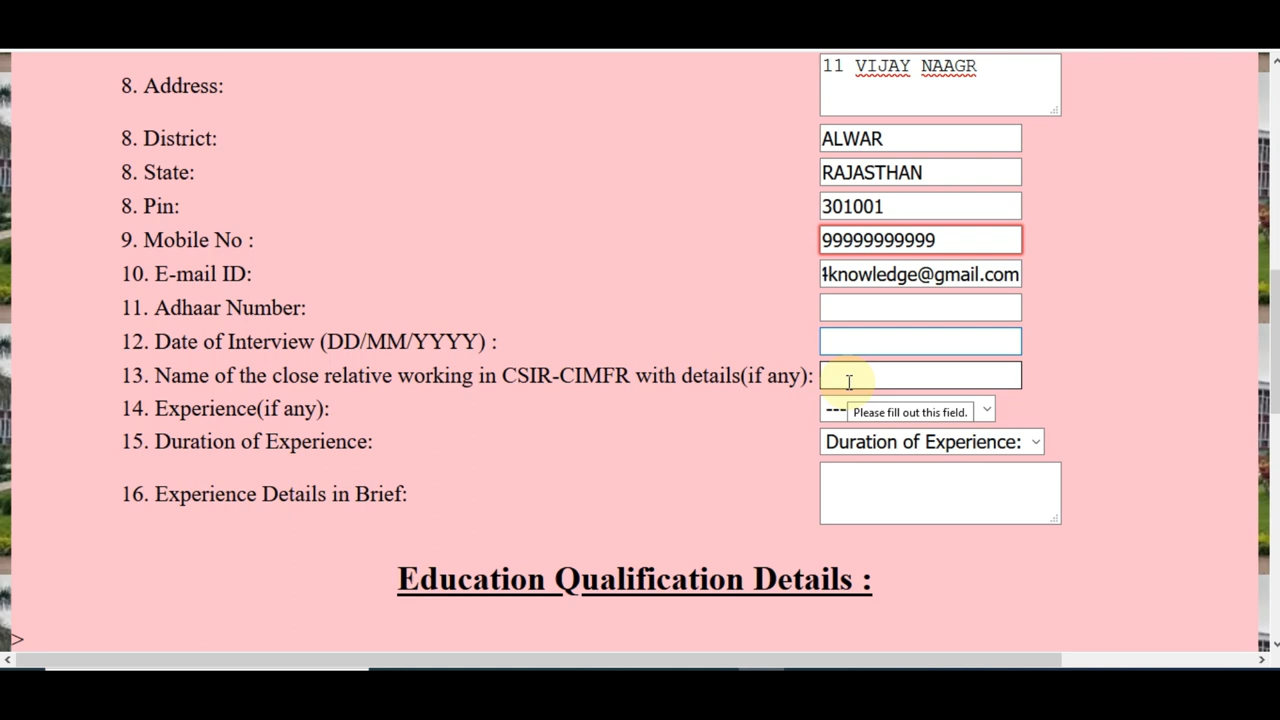 8. Address: 11 VIJAY NAAGR
8. District: ALWAR
8. State: RAJASTHAN
8. Pin: 301001
9. Mobile No : 99999999999
10. E-mail ID: 4knowledge@gmail.com
11. Adhaar Number:
12. Date of Interview (DD/MM/YYYY) :
13. Name of the close relative working in CSIR-CIMFR with details(if any):
14. Experience(if any): ---
Please fill out this field.
15. Duration of Experience: Duration of Experience:
16. Experience Details in Brief:
Education Qualification Details :
>